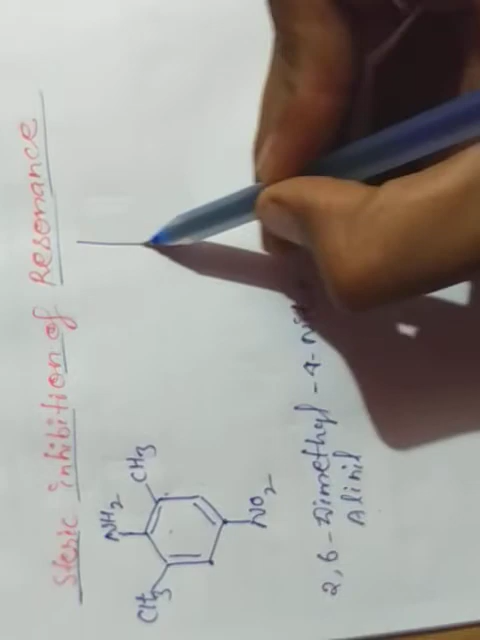 Steric inhibition of Resonance
NH2
CH3
CH3
NO2
2,6-Dimethyl-4-
Alinil